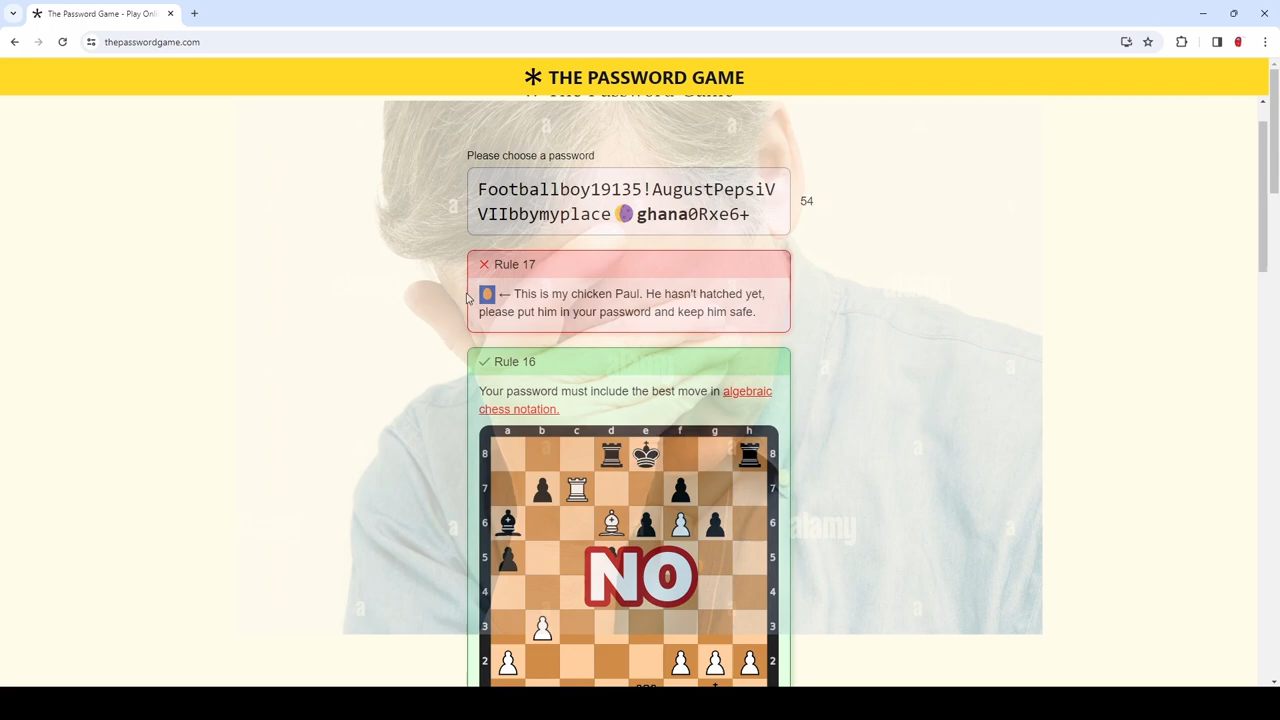 The Password Game - Play Onli
thepasswordgame.com
THE PASSWORD GAME
Please choose a password
Footballboy19135!AugustPepsiV
VIIbbymyplace🌘ghana0Rxe6+
54
Rule 17
🥚 ← This is my chicken Paul. He hasn't hatched yet,
please put him in your password and keep him safe.
Rule 16
Your password must include the best move in algebraic
chess notation.
a b c d e f g h
8 8
7 7
6 6
5 5
NO
4 4
3 3
2 2
a
alamy